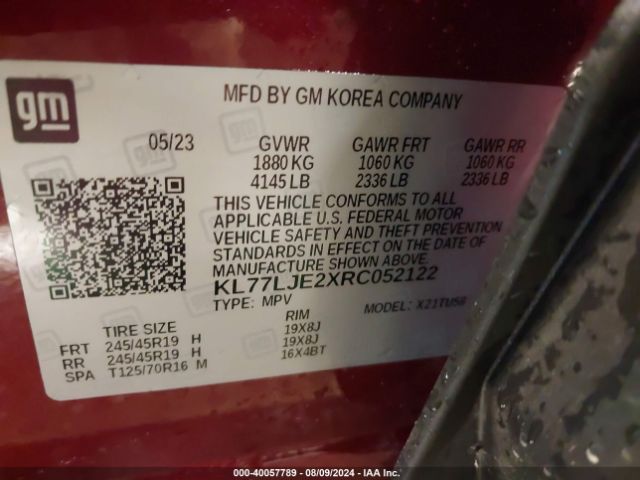 gm
MFD BY GM KOREA COMPANY
05/23 GVWR GAWR FRT GAWR RR
1880 KG 1060 KG 1060 KG
4145 LB 2336 LB 2336 LB
THIS VEHICLE CONFORMS TO ALL
APPLICABLE U.S. FEDERAL MOTOR
VEHICLE SAFETY AND THEFT PREVENTION
STANDARDS IN EFFECT ON THE DATE OF
MANUFACTURE SHOWN ABOVE.
KL77LJE2XRC052122
TYPE: MPV MODEL: X21TU56
TIRE SIZE RIM
FRT 245/45R19 H 19X8J
RR 245/45R19 H 19X8J
SPA T125/70R16 M 16X4BT
000-40057789 - 08/09/2024 - IAA Inc.